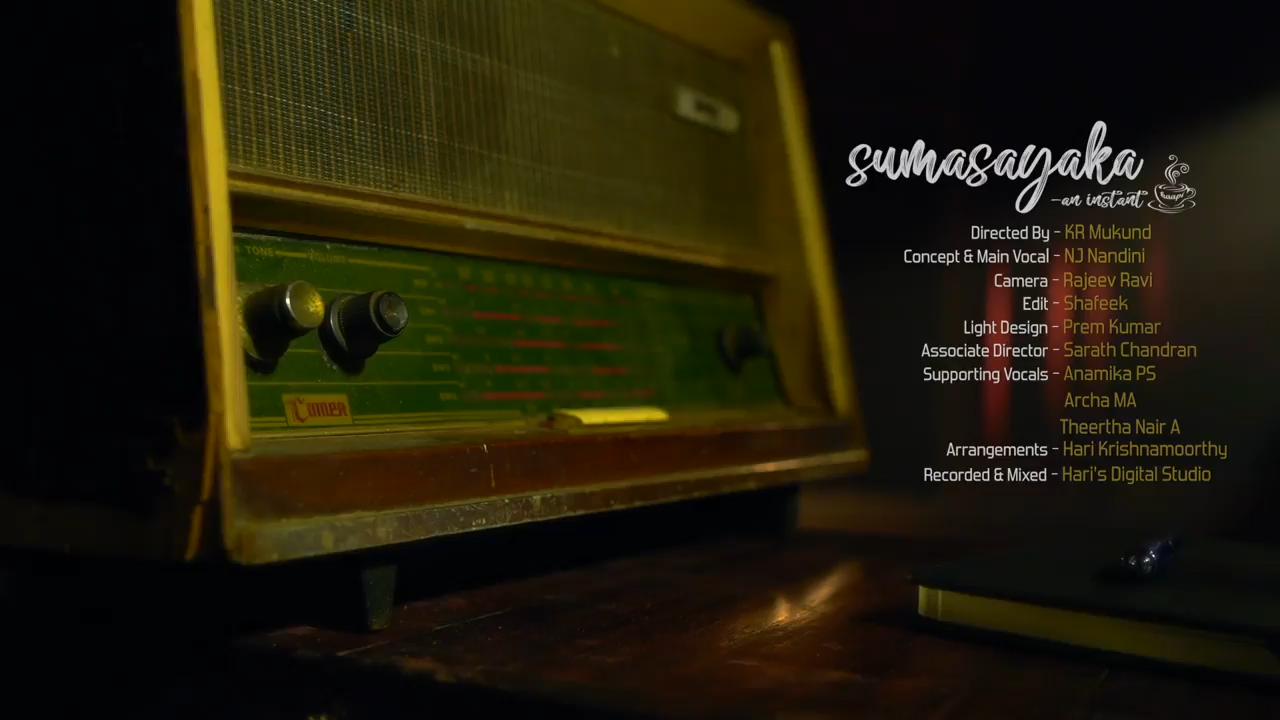 TONE VOLUME
sumasayaka
-an instant
Directed By - KR Mukund
Concept & Main Vocal - NJ Nandini
Camera - Rajeev Ravi
Edit - Shafeek
Light Design - Prem Kumar
Associate Director - Sarath Chandran
Supporting Vocals - Anamika PS
Archa MA
Theertha Nair A
Arrangements - Hari Krishnamoorthy
Recorded & Mixed - Hari's Digital Studio